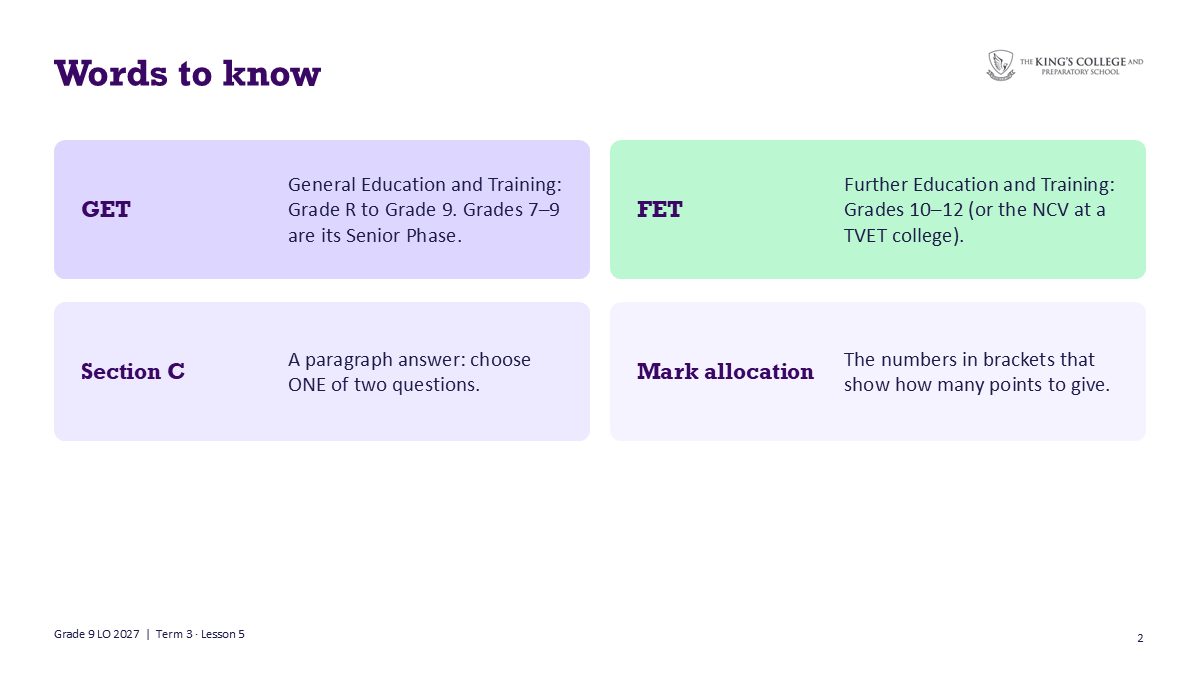 Words to know
THE KING'S COLLEGE AND
PREPARATORY SCHOOL
GET
General Education and Training:
Grade R to Grade 9. Grades 7–9
are its Senior Phase.
FET
Further Education and Training:
Grades 10–12 (or the NCV at a
TVET college).
Section C
A paragraph answer: choose
ONE of two questions.
Mark allocation
The numbers in brackets that
show how many points to give.
Grade 9 LO 2027 | Term 3 · Lesson 5
2